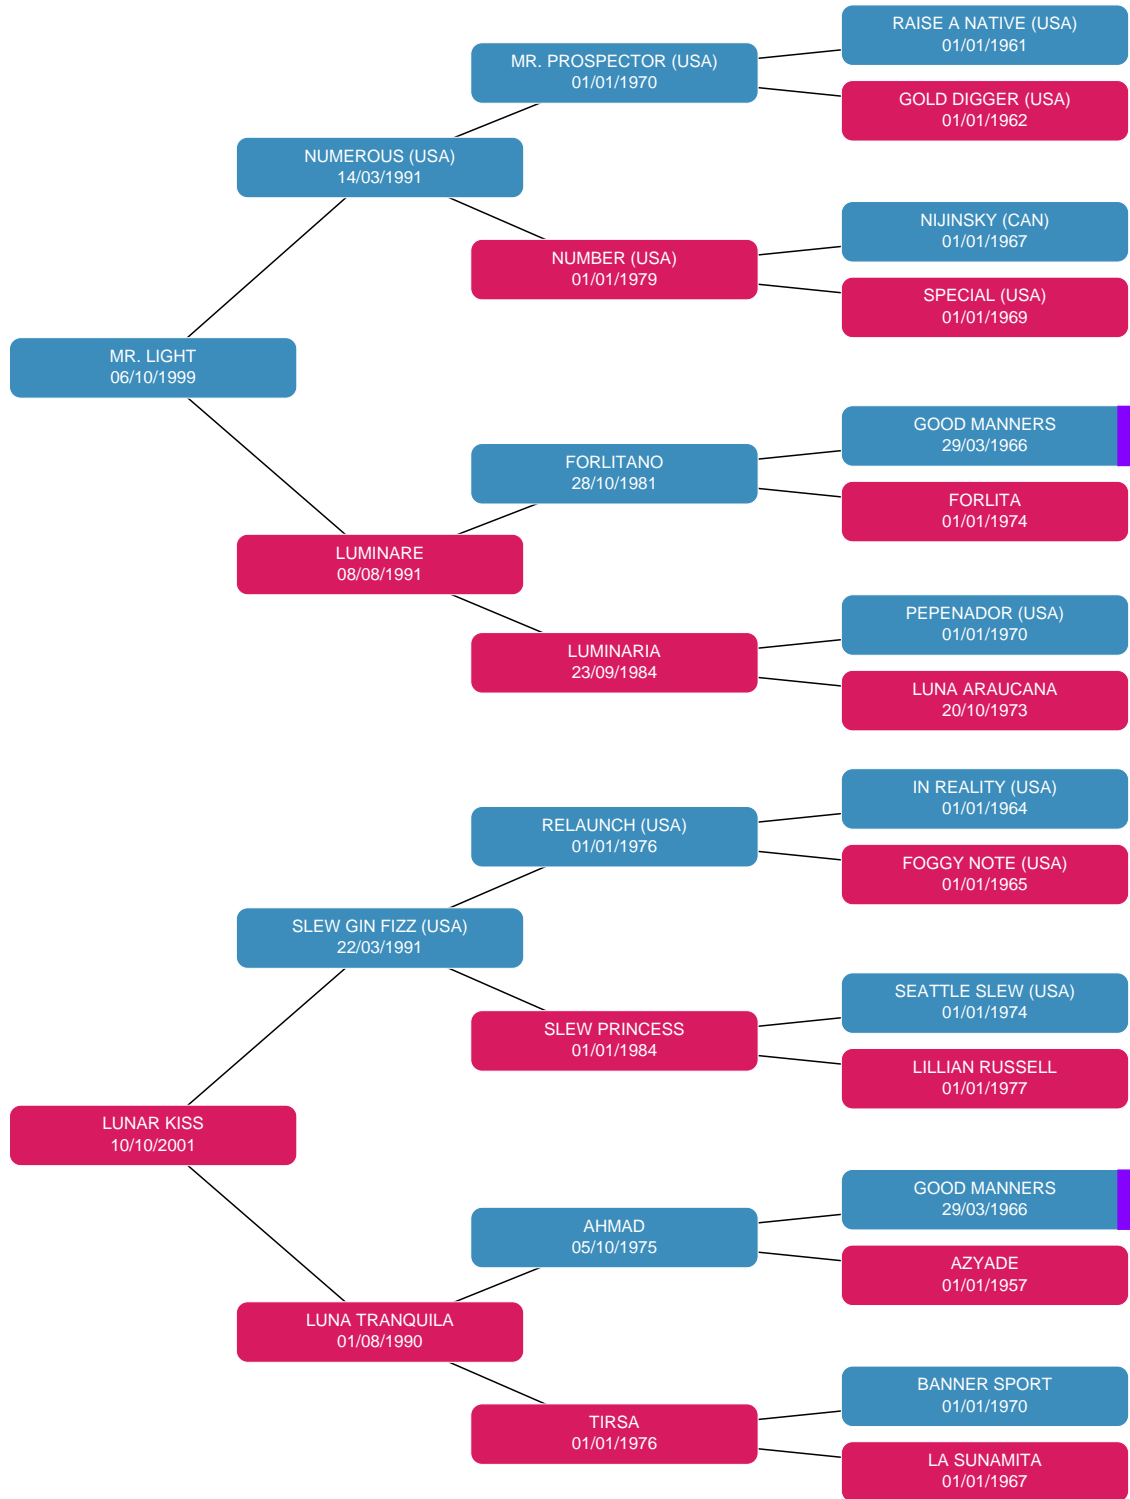 RAISE A NATIVE (USA)
01/01/1961
MR. PROSPECTOR (USA)
01/01/1970
GOLD DIGGER (USA)
01/01/1962
NUMEROUS (USA)
14/03/1991
NIJINSKY (CAN)
01/01/1967
NUMBER (USA)
01/01/1979
SPECIAL (USA)
01/01/1969
MR. LIGHT
06/10/1999
GOOD MANNERS
29/03/1966
FORLITANO
28/10/1981
FORLITA
01/01/1974
LUMINARE
08/08/1991
PEPENADOR (USA)
01/01/1970
LUMINARIA
23/09/1984
LUNA ARAUCANA
20/10/1973
IN REALITY (USA)
01/01/1964
RELAUNCH (USA)
01/01/1976
FOGGY NOTE (USA)
01/01/1965
SLEW GIN FIZZ (USA)
22/03/1991
SEATTLE SLEW (USA)
01/01/1974
SLEW PRINCESS
01/01/1984
LILLIAN RUSSELL
01/01/1977
LUNAR KISS
10/10/2001
GOOD MANNERS
29/03/1966
AHMAD
05/10/1975
AZYADE
01/01/1957
LUNA TRANQUILA
01/08/1990
BANNER SPORT
01/01/1970
TIRSA
01/01/1976
LA SUNAMITA
01/01/1967